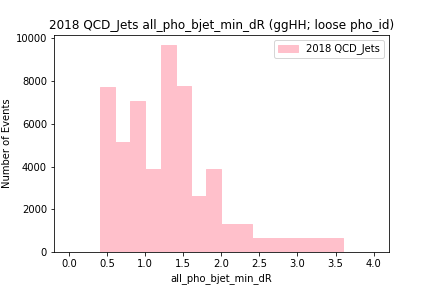 2018 QCD_Jets all_pho_bjet_min_dR (ggHH; loose pho_id)
2018 QCD_Jets
Number of Events
10000
8000
6000
4000
2000
0
0.0 0.5 1.0 1.5 2.0 2.5 3.0 3.5 4.0
all_pho_bjet_min_dR